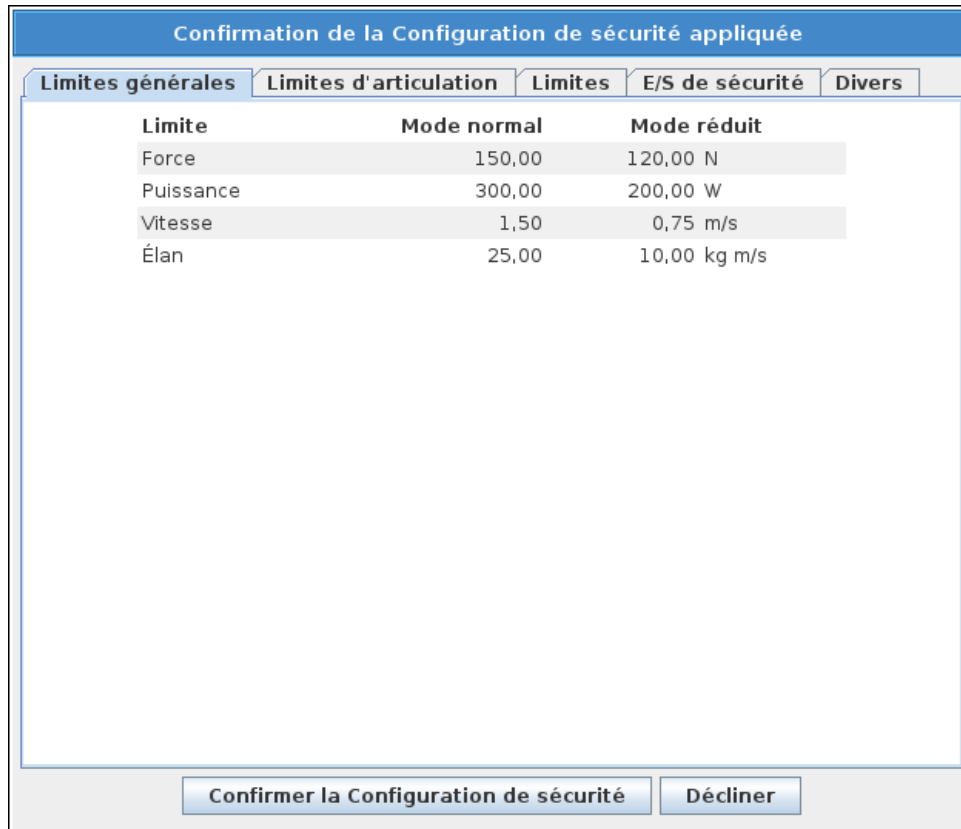 Confirmation de la Configuration de sécurité appliquée
Limites générales Limites d'articulation Limites E/S de sécurité Divers
Limite Mode normal Mode réduit
Force 150,00 120,00 N
Puissance 300,00 200,00 W
Vitesse 1,50 0,75 m/s
Élan 25,00 10,00 kg m/s
Confirmer la Configuration de sécurité Décliner